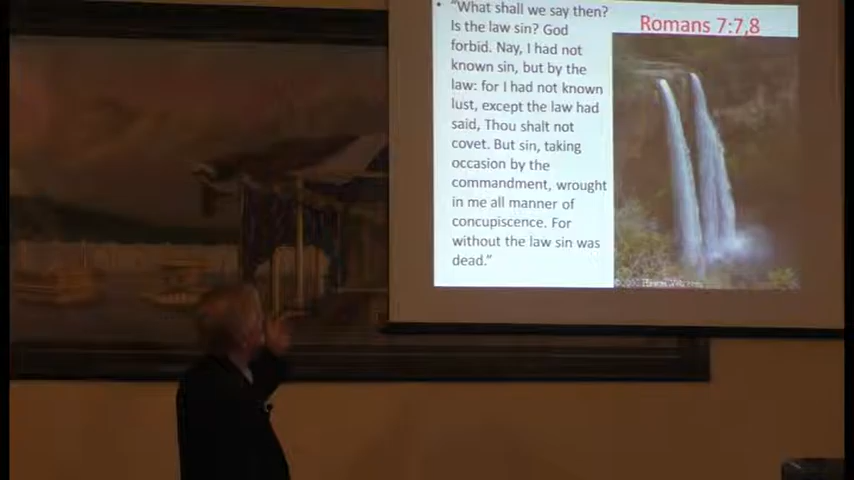 Romans 7:7,8
• "What shall we say then?
Is the law sin? God
forbid. Nay, I had not
known sin, but by the
law: for I had not known
lust, except the law had
said, Thou shalt not
covet. But sin, taking
occasion by the
commandment, wrought
in me all manner of
concupiscence. For
without the law sin was
dead."